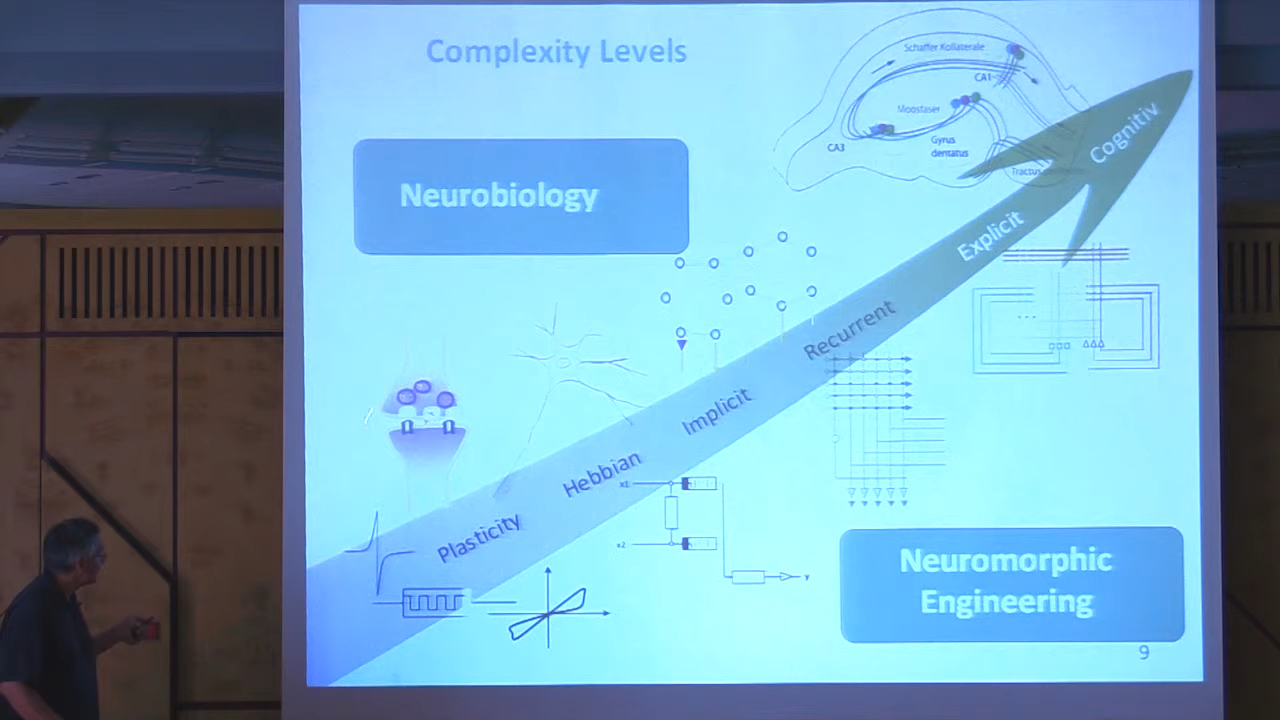 Complexity Levels
Schaffer Kollaterale
CA1
Moosfaser
CA3
Gyrus
dentatus
Tractus
Neurobiology
Cognitiv
Explicit
Recurrent
Implicit
Hebbian
Plasticity
x1
x2
y
Neuromorphic
Engineering
9